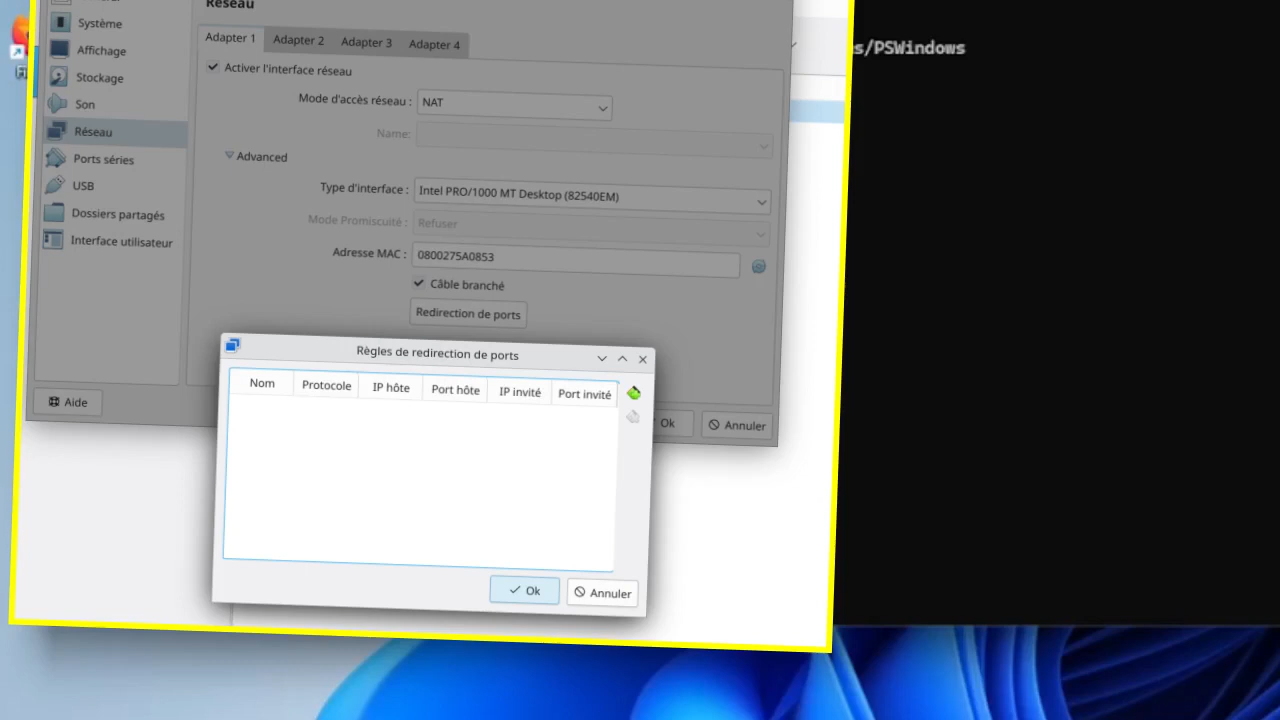 Réseau
Système
Affichage
Stockage
Son
Réseau
Ports séries
USB
Dossiers partagés
Interface utilisateur
Aide
Adapter 1
Adapter 2
Adapter 3
Adapter 4
Activer l'interface réseau
Mode d'accès réseau : NAT
Name:
Advanced
Type d'interface : Intel PRO/1000 MT Desktop (82540EM)
Mode Promiscuité : Refuser
Adresse MAC : 0800275A0853
Câble branché
Redirection de ports
Ok
Annuler
Règles de redirection de ports
Nom Protocole IP hôte Port hôte IP invité Port invité
Ok
Annuler
s/PSWindows